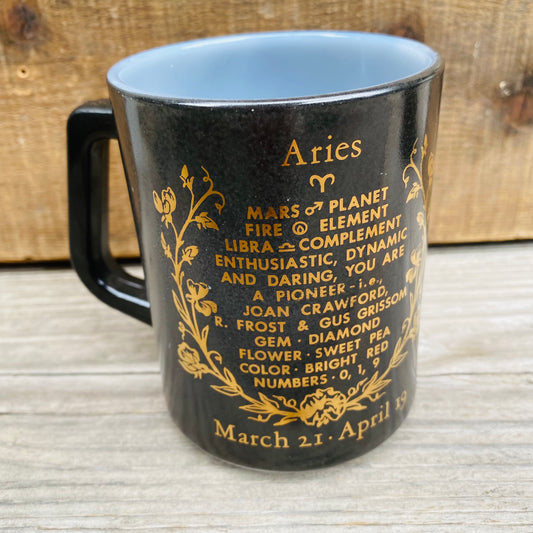 Aries
♈
MARS ♂ PLANET
FIRE ELEMENT
LIBRA ♎ COMPLEMENT
ENTHUSIASTIC, DYNAMIC
AND DARING, YOU ARE
A PIONEER - i.e.,
JOAN CRAWFORD,
R. FROST & GUS GRISSOM
GEM · DIAMOND
FLOWER · SWEET PEA
COLOR · BRIGHT RED
NUMBERS · 0, 1, 9
March 21 · April 19